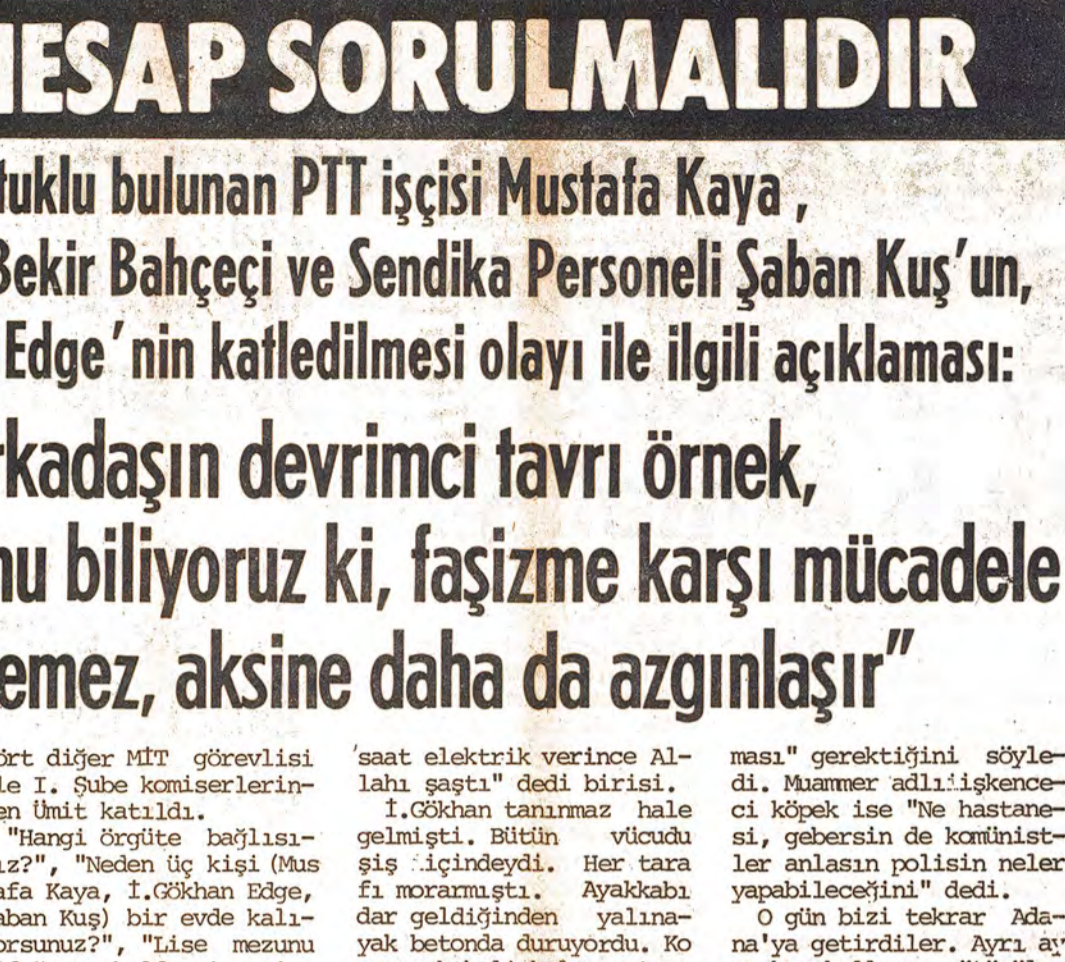 HESAP SORULMALIDIR
tuklu bulunan PTT işçisi Mustafa Kaya ,
Bekir Bahçeçi ve Sendika Personeli Şaban Kuş'un,
Edge'nin katledilmesi olayı ile ilgili açıklaması:
rkadaşın devrimci tavrı örnek,
nu biliyoruz ki, faşizme karşı mücadele
emez, aksine daha da azgınlaşır"
ört diğer MİT görevlisi
le I. Şube komiserlerin-
en Ümit katıldı.
"Hangi örgüte bağlısı-
ız?", "Neden üç kişi (Mus
afa Kaya, İ.Gökhan Edge,
aban Kuş) bir evde kalı-
orsunuz?", "Lise mezunu
saat elektrik verince Al-
lahı şaştı" dedi birisi.
İ.Gökhan tanınmaz hale
gelmişti. Bütün vücudu
şiş içindeydi. Her tara
fı morarmıştı. Ayakkabı
dar geldiğinden yalına-
yak betonda duruyordu. Ko
ması" gerektiğini söyle-
di. Muammer adlı işkence-
ci köpek ise "Ne hastane-
si, gebersin de komünist-
ler anlasın polisin neler
yapabileceğini" dedi.
O gün bizi tekrar Ada-
na'ya getirdiler. Ayrı ay